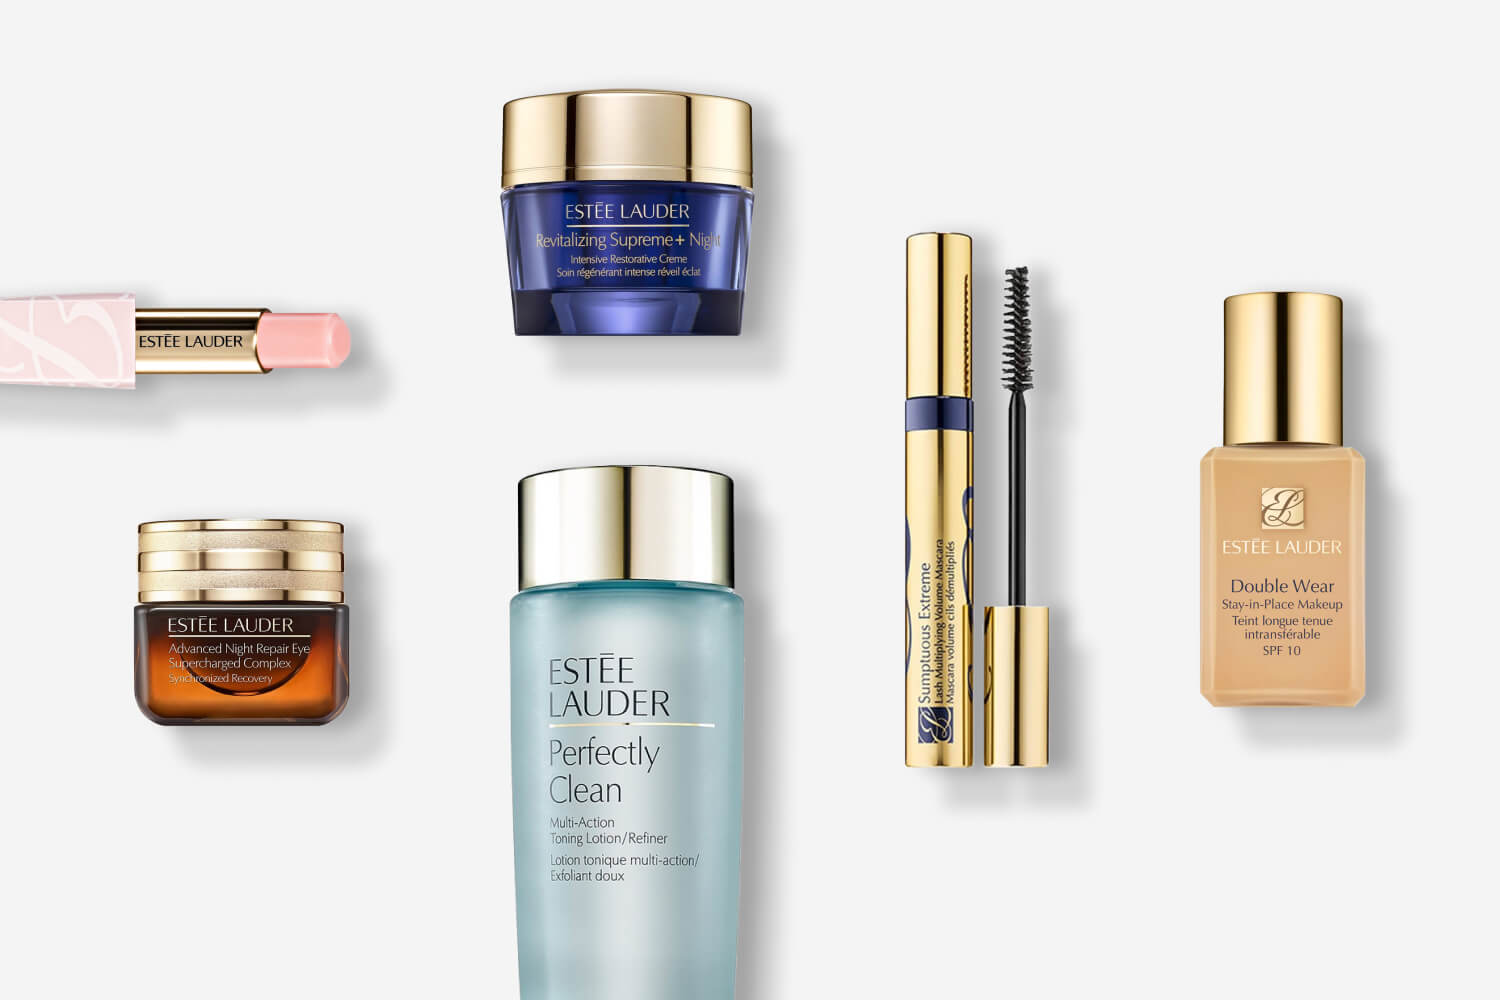 ESTĒE LAUDER
Revitalizing Supreme+ Night
Intensive Restorative Creme
Soin régénérant intense réveil éclat
ESTĒE LAUDER
ESTĒE LAUDER
Advanced Night Repair Eye
Supercharged Complex
Synchronized Recovery
ESTĒE
LAUDER
Perfectly
Clean
Multi-Action
Toning Lotion/Refiner
Lotion tonique multi-action/
Exfoliant doux
Sumptuous Extreme
Lash Multiplying Volume Mascara
Mascara volume cils démultipliés
EL
ESTĒE LAUDER
Double Wear
Stay-in-Place Makeup
Teint longue tenue
intransférable
SPF 10